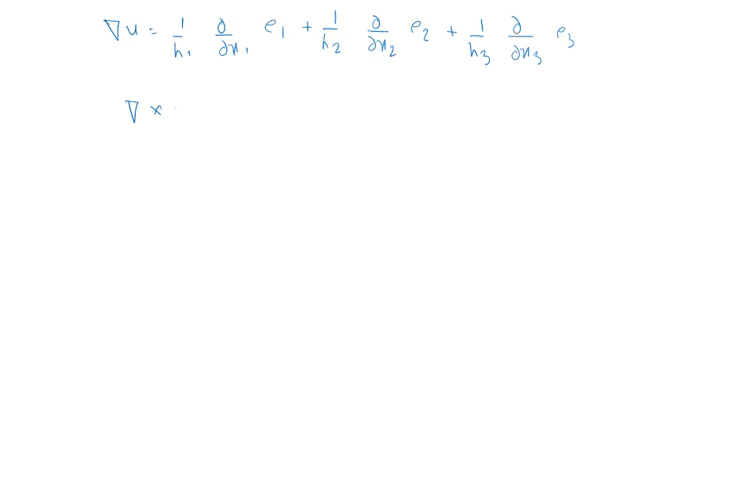 ∇u = 1/h₁ ∂/∂x₁ e₁ + 1/h₂ ∂/∂x₂ e₂ + 1/h₃ ∂/∂x₃ e₃
∇ ×